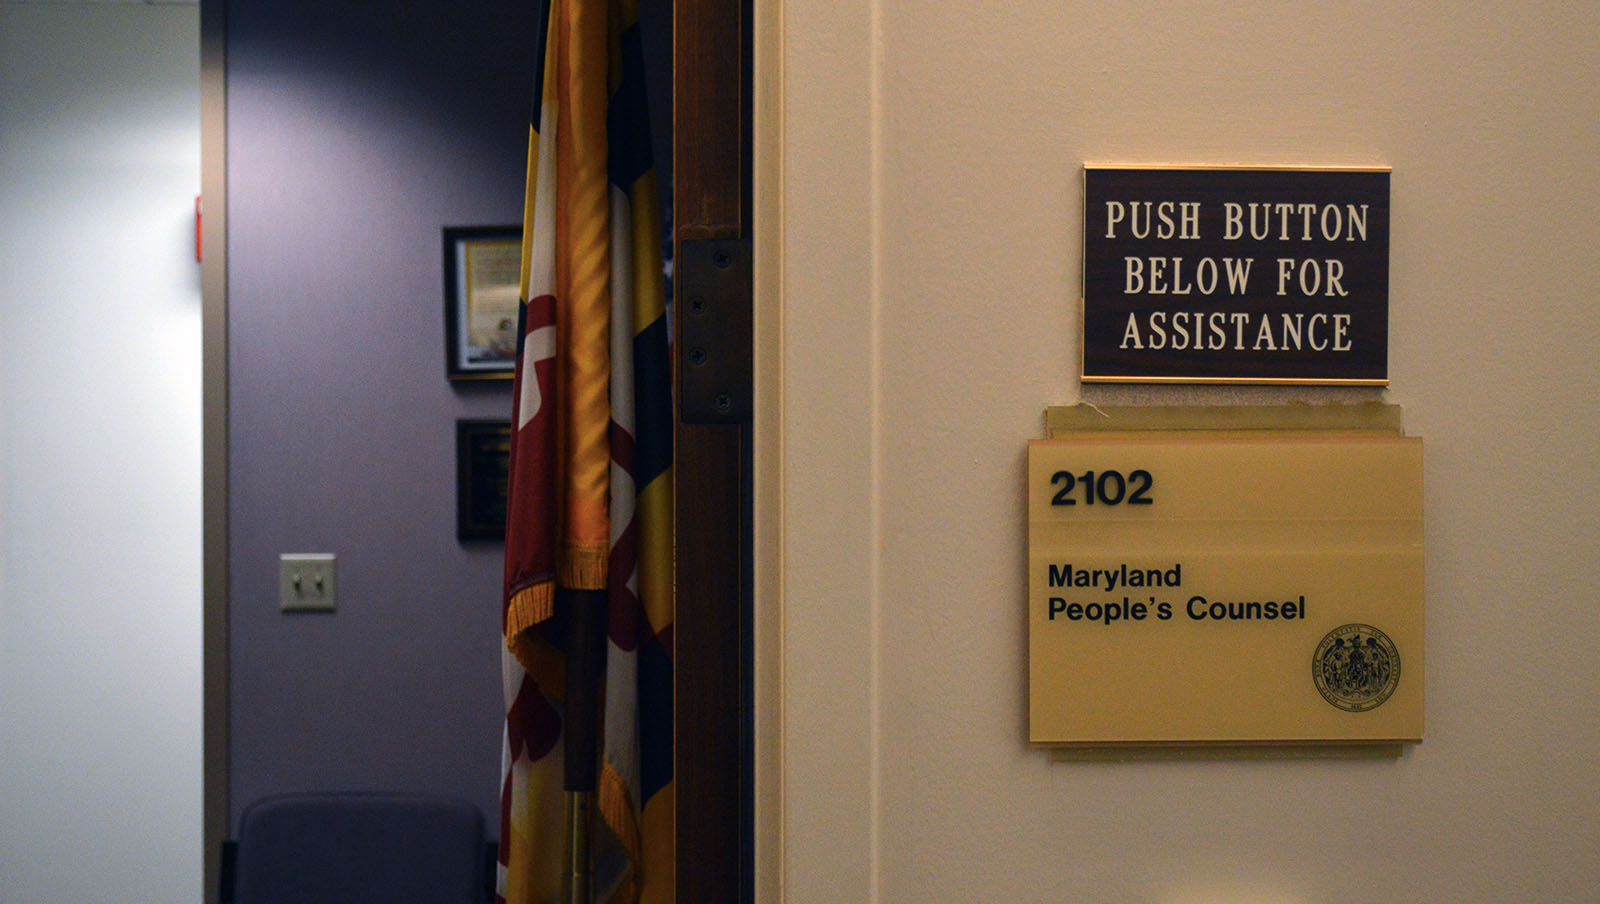 PUSH BUTTON
BELOW FOR
ASSISTANCE
2102
Maryland
People's Counsel